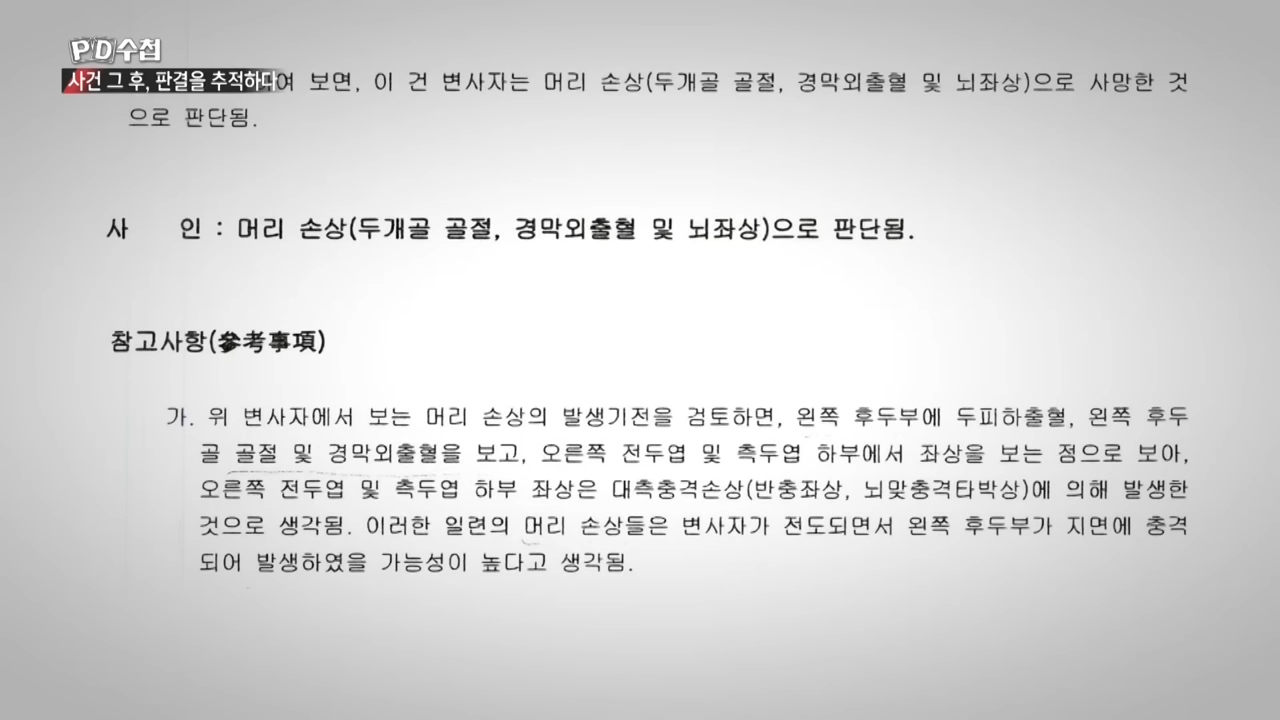 PD수첩
사건 그 후, 판결을 추적하다
여 보면, 이 건 변사자는 머리 손상(두개골 골절, 경막외출혈 및 뇌좌상)으로 사망한 것
으로 판단됨.
사 인 : 머리 손상(두개골 골절, 경막외출혈 및 뇌좌상)으로 판단됨.
참고사항(參考事項)
가. 위 변사자에서 보는 머리 손상의 발생기전을 검토하면, 왼쪽 후두부에 두피하출혈, 왼쪽 후두
골 골절 및 경막외출혈을 보고, 오른쪽 전두엽 및 측두엽 하부에서 좌상을 보는 점으로 보아,
오른쪽 전두엽 및 측두엽 하부 좌상은 대측충격손상(반충좌상, 뇌맞충격타박상)에 의해 발생한
것으로 생각됨. 이러한 일련의 머리 손상들은 변사자가 전도되면서 왼쪽 후두부가 지면에 충격
되어 발생하였을 가능성이 높다고 생각됨.